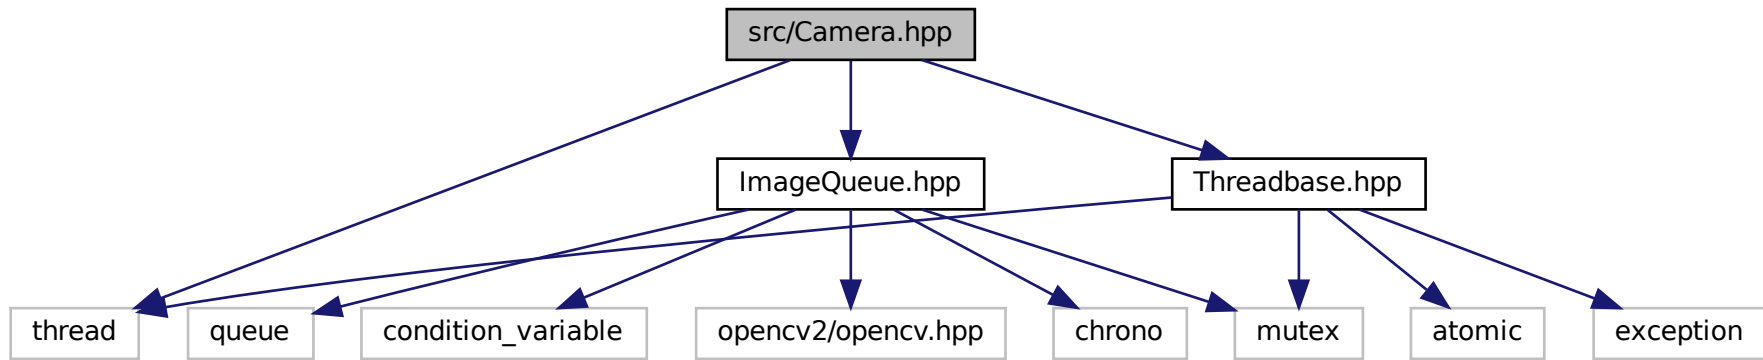 src/Camera.hpp
ImageQueue.hpp
Threadbase.hpp
thread
queue
condition_variable
opencv2/opencv.hpp
chrono
mutex
atomic
exception